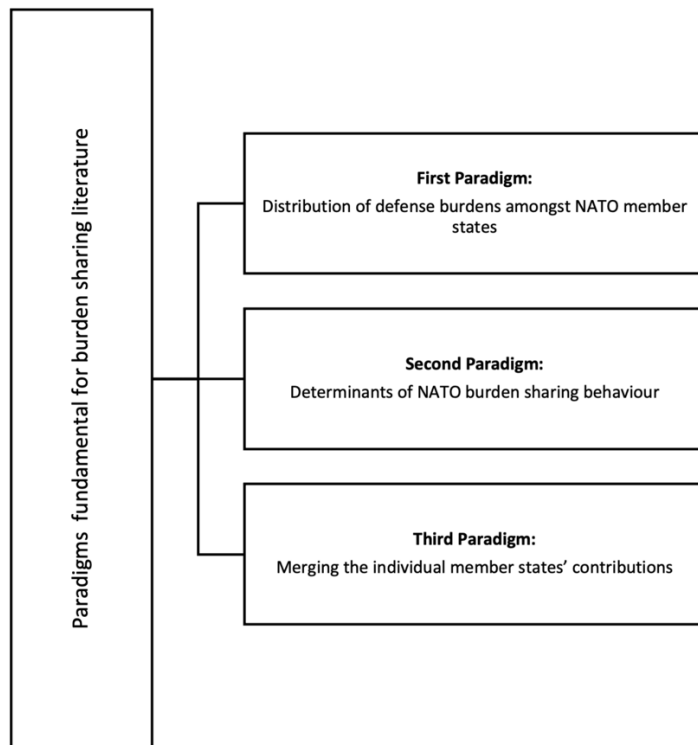 Paradigms fundamental for burden sharing literature
First Paradigm:
Distribution of defense burdens amongst NATO member
states
Second Paradigm:
Determinants of NATO burden sharing behaviour
Third Paradigm:
Merging the individual member states' contributions